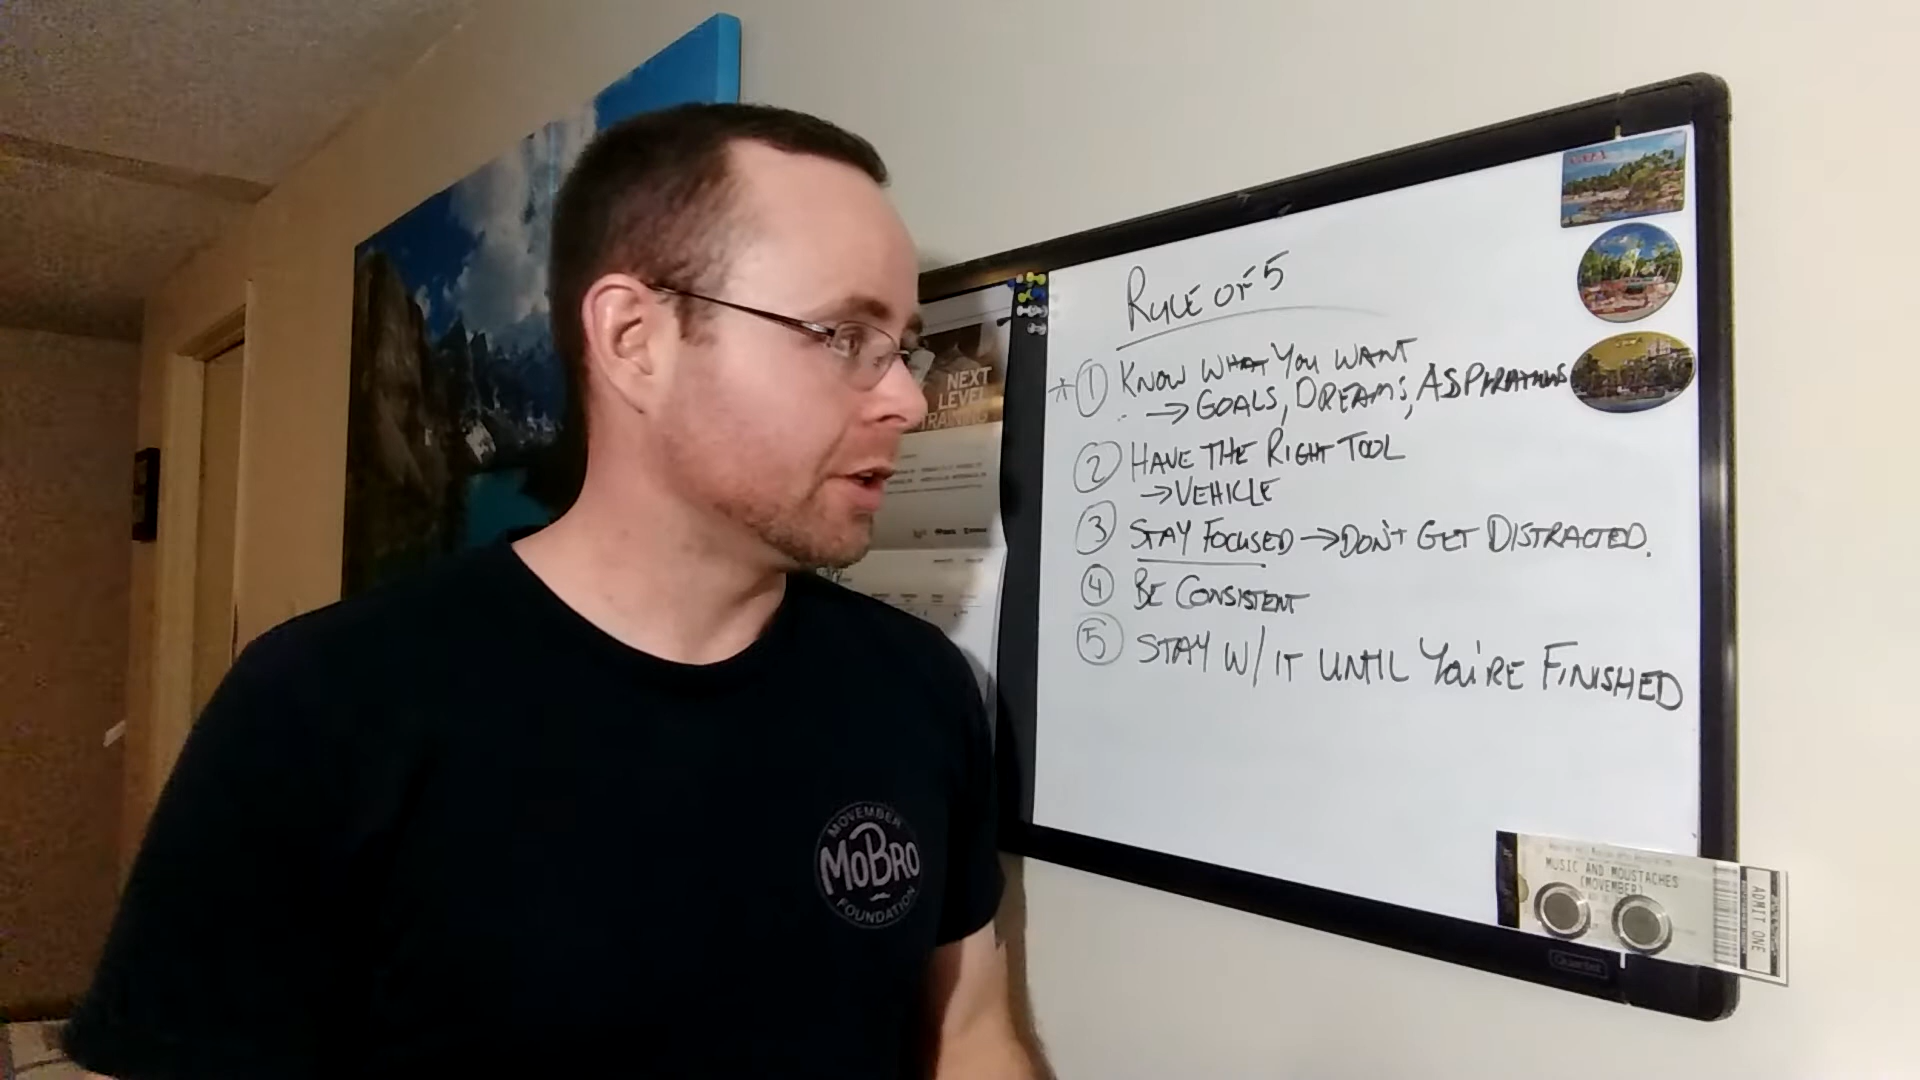 RULE OF 5
* 1 KNOW WHAT YOU WANT
→ GOALS, DREAMS, ASPIRATIONS
2 HAVE THE RIGHT TOOL
→ VEHICLE
3 STAY FOCUSED → DON'T GET DISTRACTED.
4 BE CONSISTENT
5 STAY W/ IT UNTIL YOU'RE FINISHED
NEXT
LEVEL
TRAINING
MOVEMBER
MOBRO
FOUNDATION
MUSIC AND MOUSTACHES
(MOVEMBER)
ADMIT ONE
Quartet